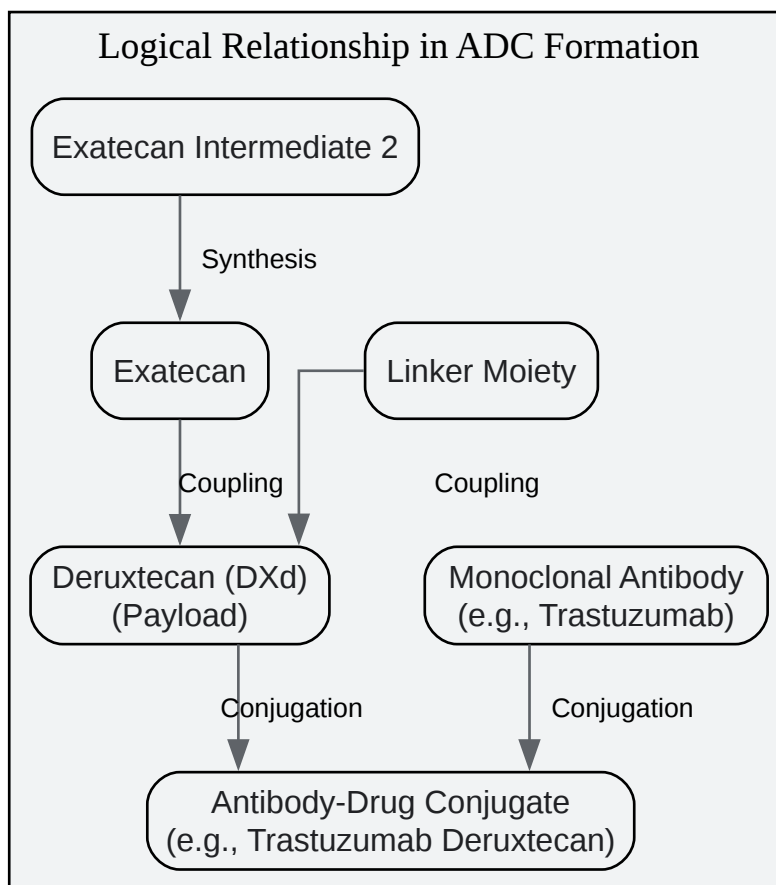 Logical Relationship in ADC Formation
Exatecan Intermediate 2
Synthesis
Exatecan
Linker Moiety
Coupling
Coupling
Deruxtecan (DXd)
(Payload)
Monoclonal Antibody
(e.g., Trastuzumab)
Conjugation
Conjugation
Antibody-Drug Conjugate
(e.g., Trastuzumab Deruxtecan)